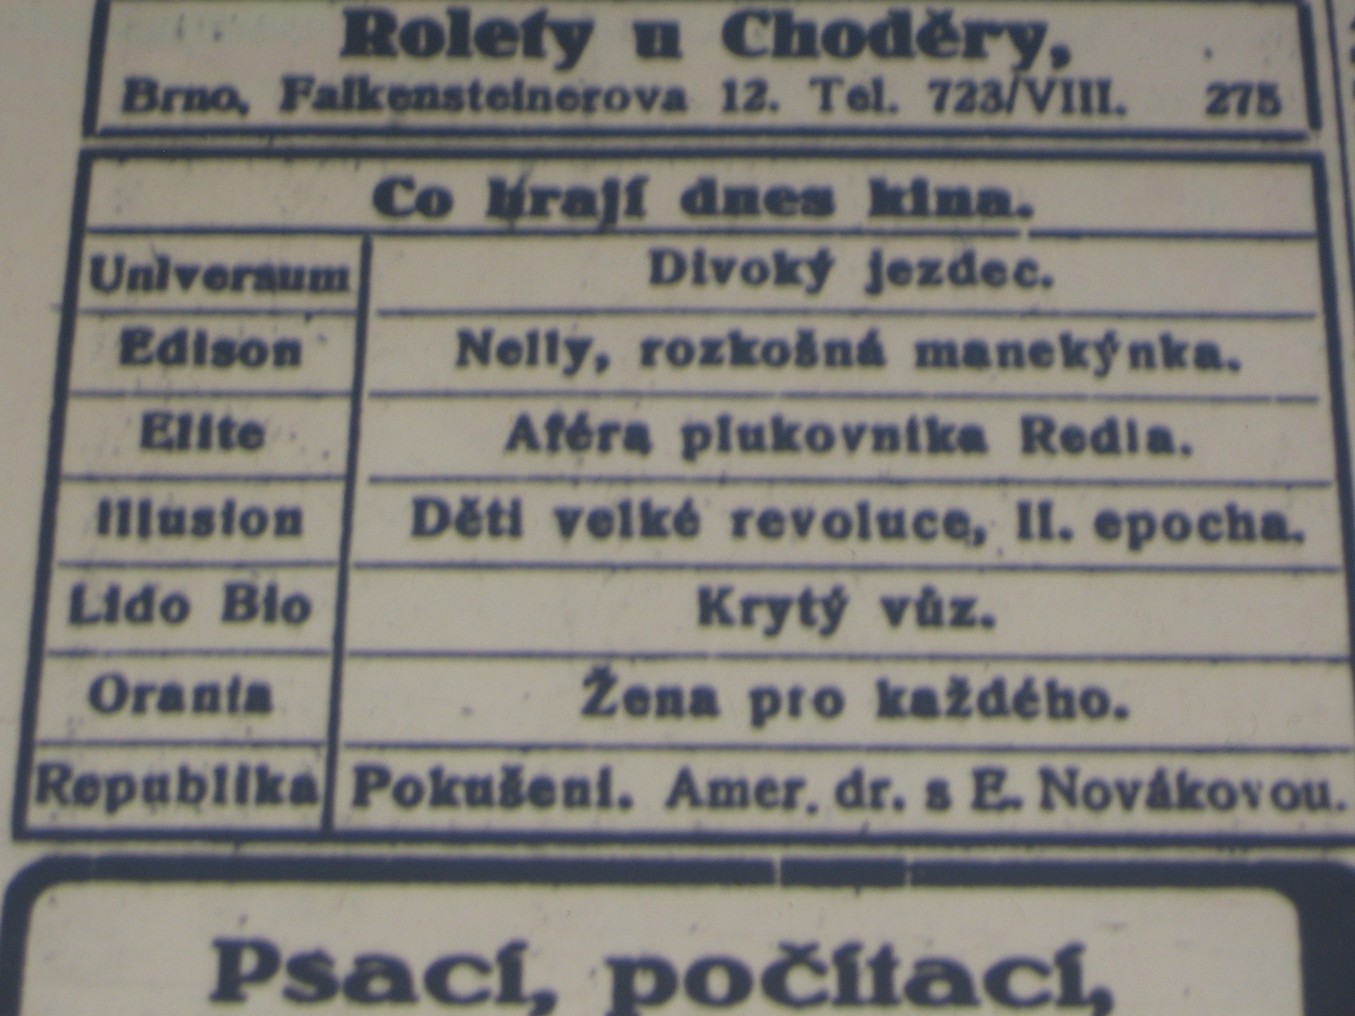 Rolety u Choděry,
Brno, Falkensteinerova 12. Tel. 723/VIII. 275
Co hrají dnes kina.
Universum Divoký jezdec.
Edison Nelly, rozkošná manekýnka.
Elite Aféra plukovníka Redla.
Illusion Děti velké revoluce, II. epocha.
Lido Bio Krytý vůz.
Orania Žena pro každého.
Republika Pokušení. Amer. dr. s E. Novákovou.
Psací, počítací,